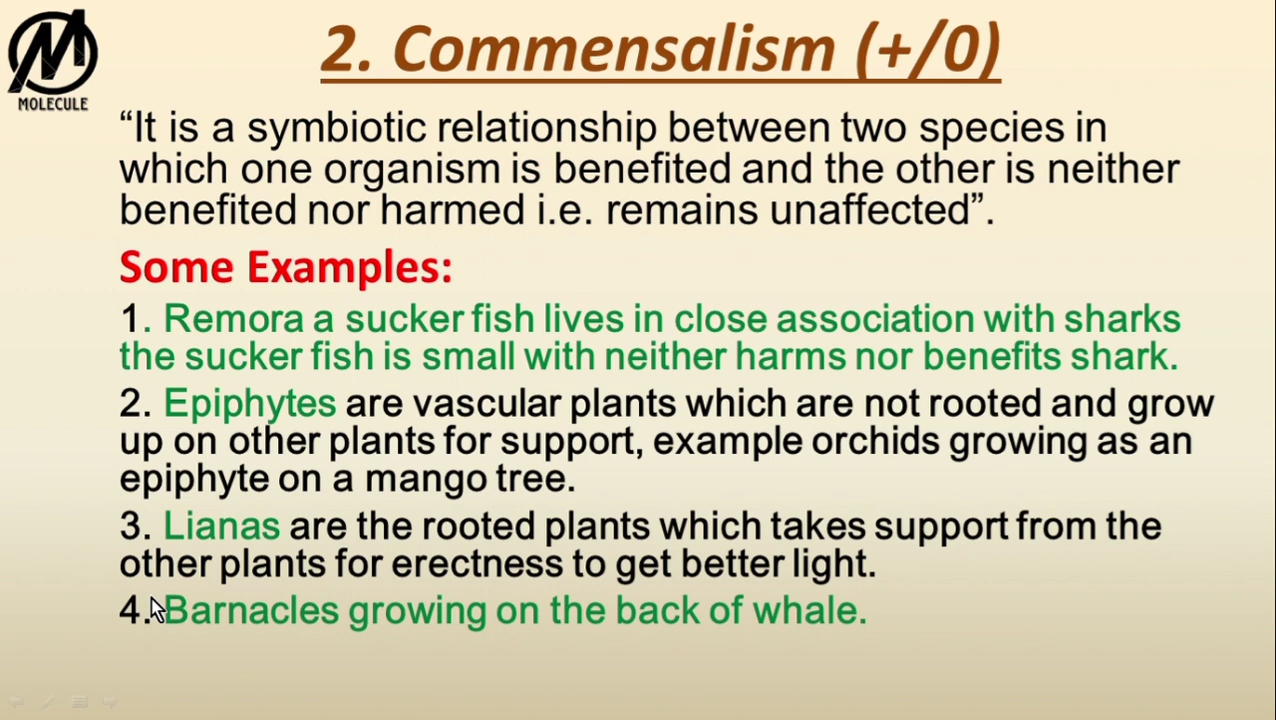 MOLECULE
2. Commensalism (+/0)
“It is a symbiotic relationship between two species in
which one organism is benefited and the other is neither
benefited nor harmed i.e. remains unaffected”.
Some Examples:
1. Remora a sucker fish lives in close association with sharks
the sucker fish is small with neither harms nor benefits shark.
2. Epiphytes are vascular plants which are not rooted and grow
up on other plants for support, example orchids growing as an
epiphyte on a mango tree.
3. Lianas are the rooted plants which takes support from the
other plants for erectness to get better light.
4. Barnacles growing on the back of whale.